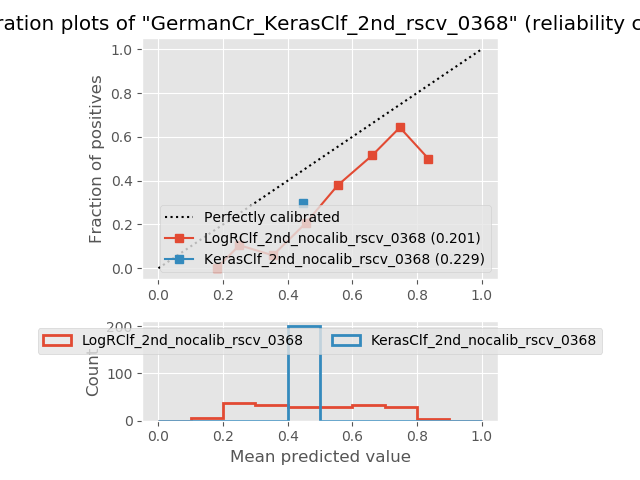 ration plots of "GermanCr_KerasClf_2nd_rscv_0368" (reliability c
1.0
0.8
0.6
0.4
0.2
0.0
Fraction of positives
Perfectly calibrated
LogRClf_2nd_nocalib_rscv_0368 (0.201)
KerasClf_2nd_nocalib_rscv_0368 (0.229)
0.0 0.2 0.4 0.6 0.8 1.0
200
100
0
Count
LogRClf_2nd_nocalib_rscv_0368 KerasClf_2nd_nocalib_rscv_0368
0.0 0.2 0.4 0.6 0.8 1.0
Mean predicted value